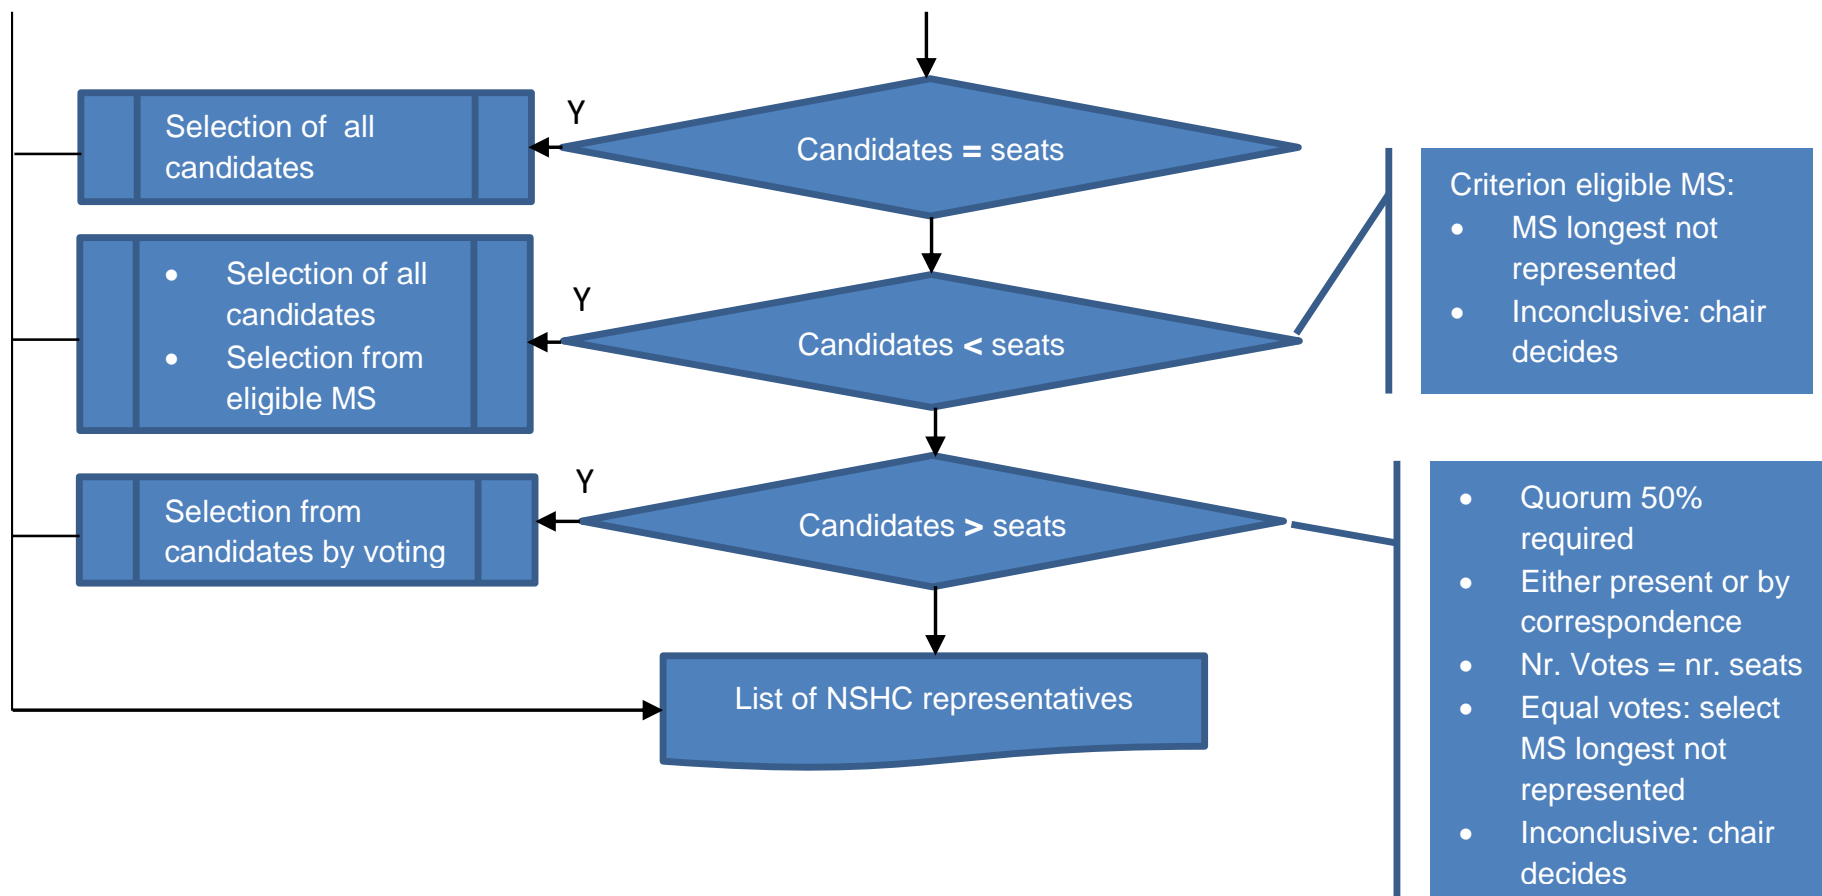 Y
Selection of all
candidates
Candidates = seats
Criterion eligible MS:
• MS longest not
represented
• Inconclusive: chair
decides
Y
• Selection of all
candidates
• Selection from
eligible MS
Candidates < seats
Y
Selection from
candidates by voting
Candidates > seats
• Quorum 50%
required
• Either present or by
correspondence
• Nr. Votes = nr. seats
• Equal votes: select
MS longest not
represented
• Inconclusive: chair
decides
List of NSHC representatives